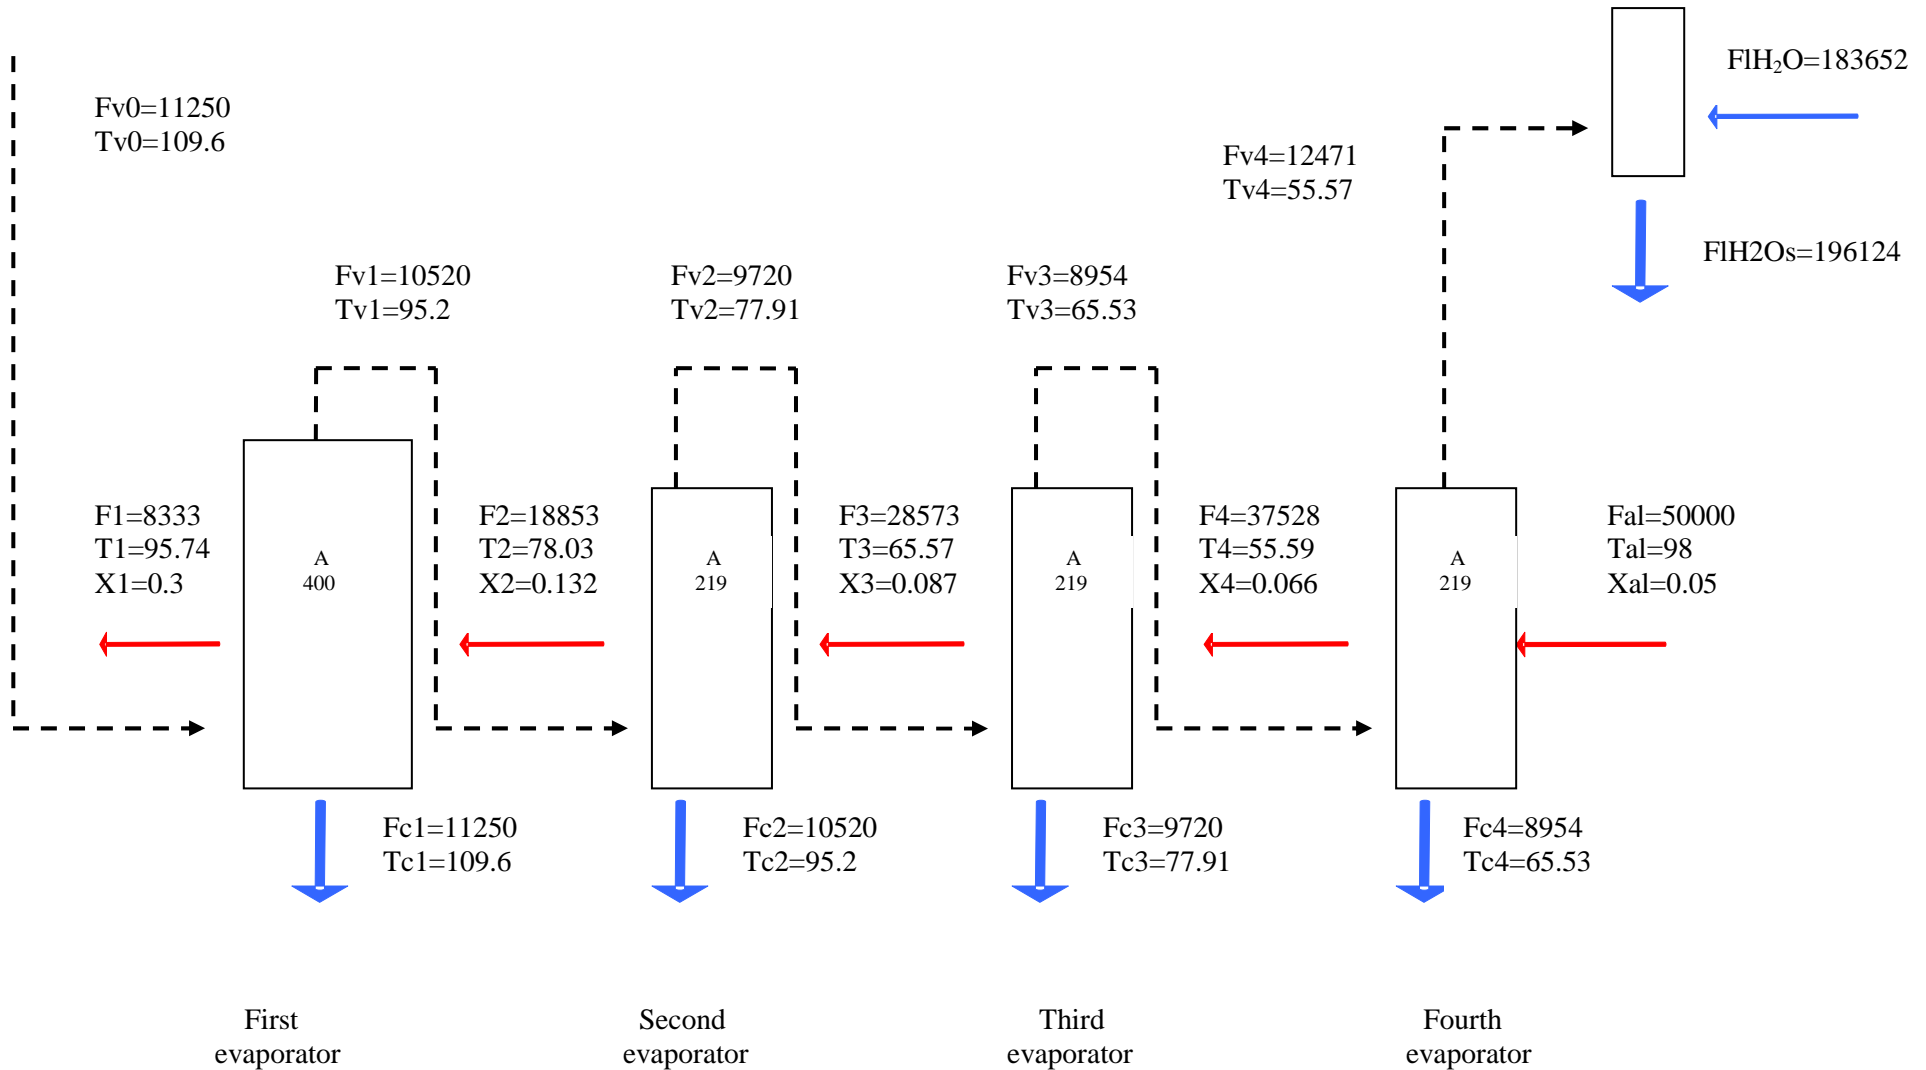 FlH₂O=183652
Fv0=11250
Tv0=109.6
Fv4=12471
Tv4=55.57
FlH2Os=196124
Fv1=10520
Tv1=95.2
Fv2=9720
Tv2=77.91
Fv3=8954
Tv3=65.53
F1=8333
T1=95.74
X1=0.3
A
400
F2=18853
T2=78.03
X2=0.132
A
219
F3=28573
T3=65.57
X3=0.087
A
219
F4=37528
T4=55.59
X4=0.066
A
219
Fal=50000
Tal=98
Xal=0.05
Fc1=11250
Tc1=109.6
Fc2=10520
Tc2=95.2
Fc3=9720
Tc3=77.91
Fc4=8954
Tc4=65.53
First
evaporator
Second
evaporator
Third
evaporator
Fourth
evaporator